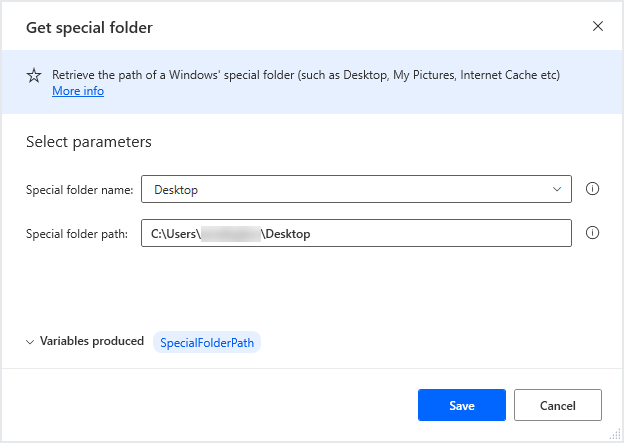 Get special folder
Retrieve the path of a Windows' special folder (such as Desktop, My Pictures, Internet Cache etc)
More info
Select parameters
Special folder name: Desktop
Special folder path: C:\Users\ \Desktop
Variables produced SpecialFolderPath
Save Cancel